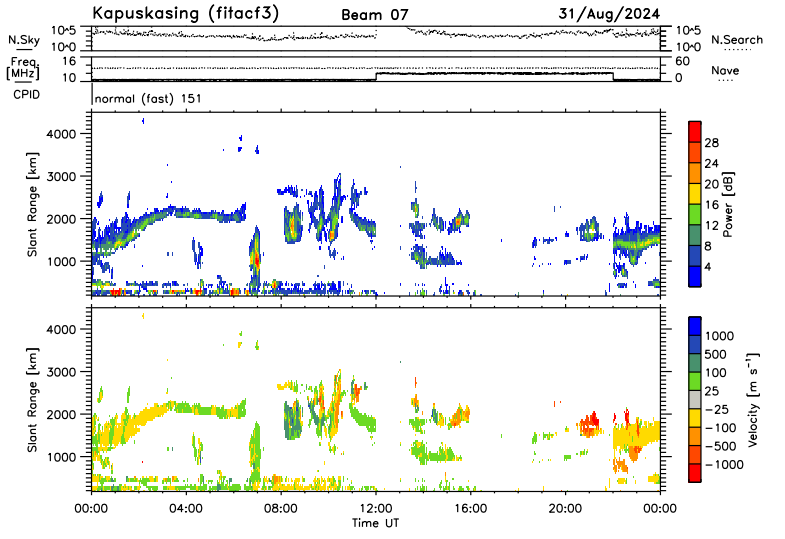 Kapuskasing (fitacf3) Beam 07 31/Aug/2024
N.Sky 10^5 10^0 10^5 10^0 N.Search
Freq. [MHz] 16 10 60 0 Nave
CPID normal (fast) 151
Slant Range [km] 4000 3000 2000 1000
28 24 20 16 12 8 4 Power [dB]
Slant Range [km] 4000 3000 2000 1000
1000 500 100 25 −25 −100 −500 −1000 Velocity [m s⁻¹]
00:00 04:00 08:00 12:00 16:00 20:00 00:00
Time UT